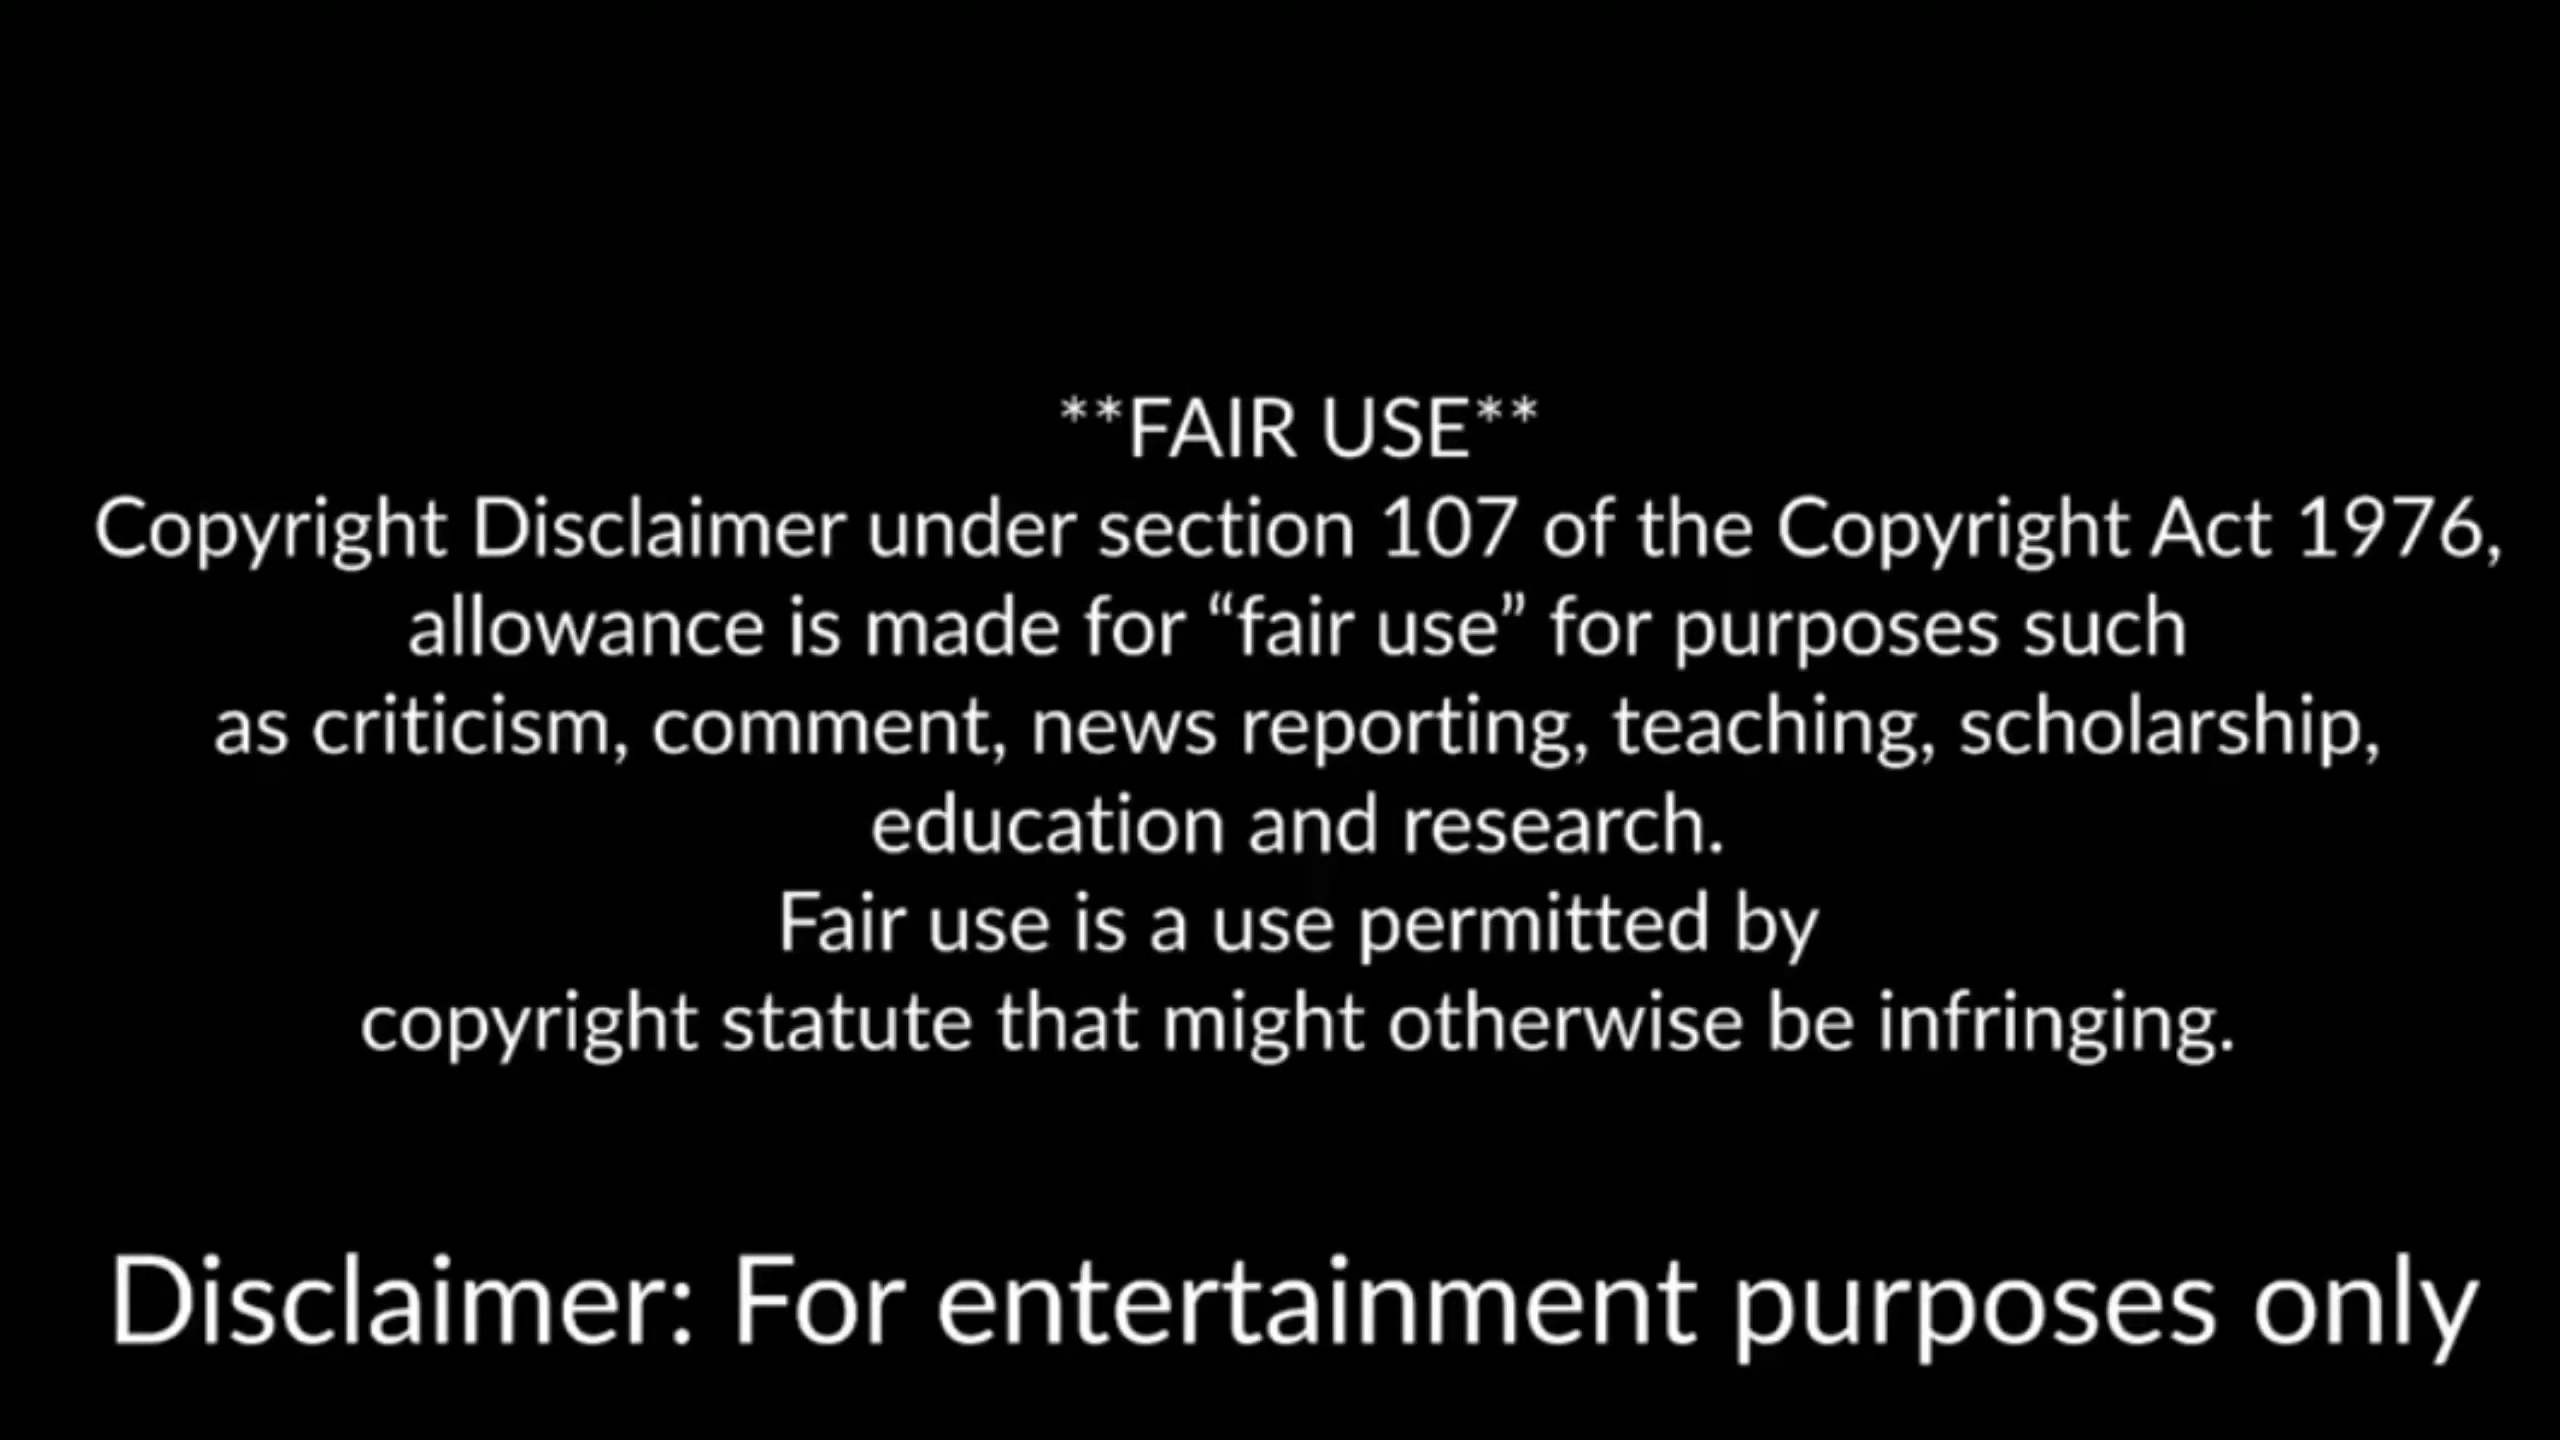 **FAIR USE**
Copyright Disclaimer under section 107 of the Copyright Act 1976,
allowance is made for “fair use” for purposes such
as criticism, comment, news reporting, teaching, scholarship,
education and research.
Fair use is a use permitted by
copyright statute that might otherwise be infringing.
Disclaimer: For entertainment purposes only